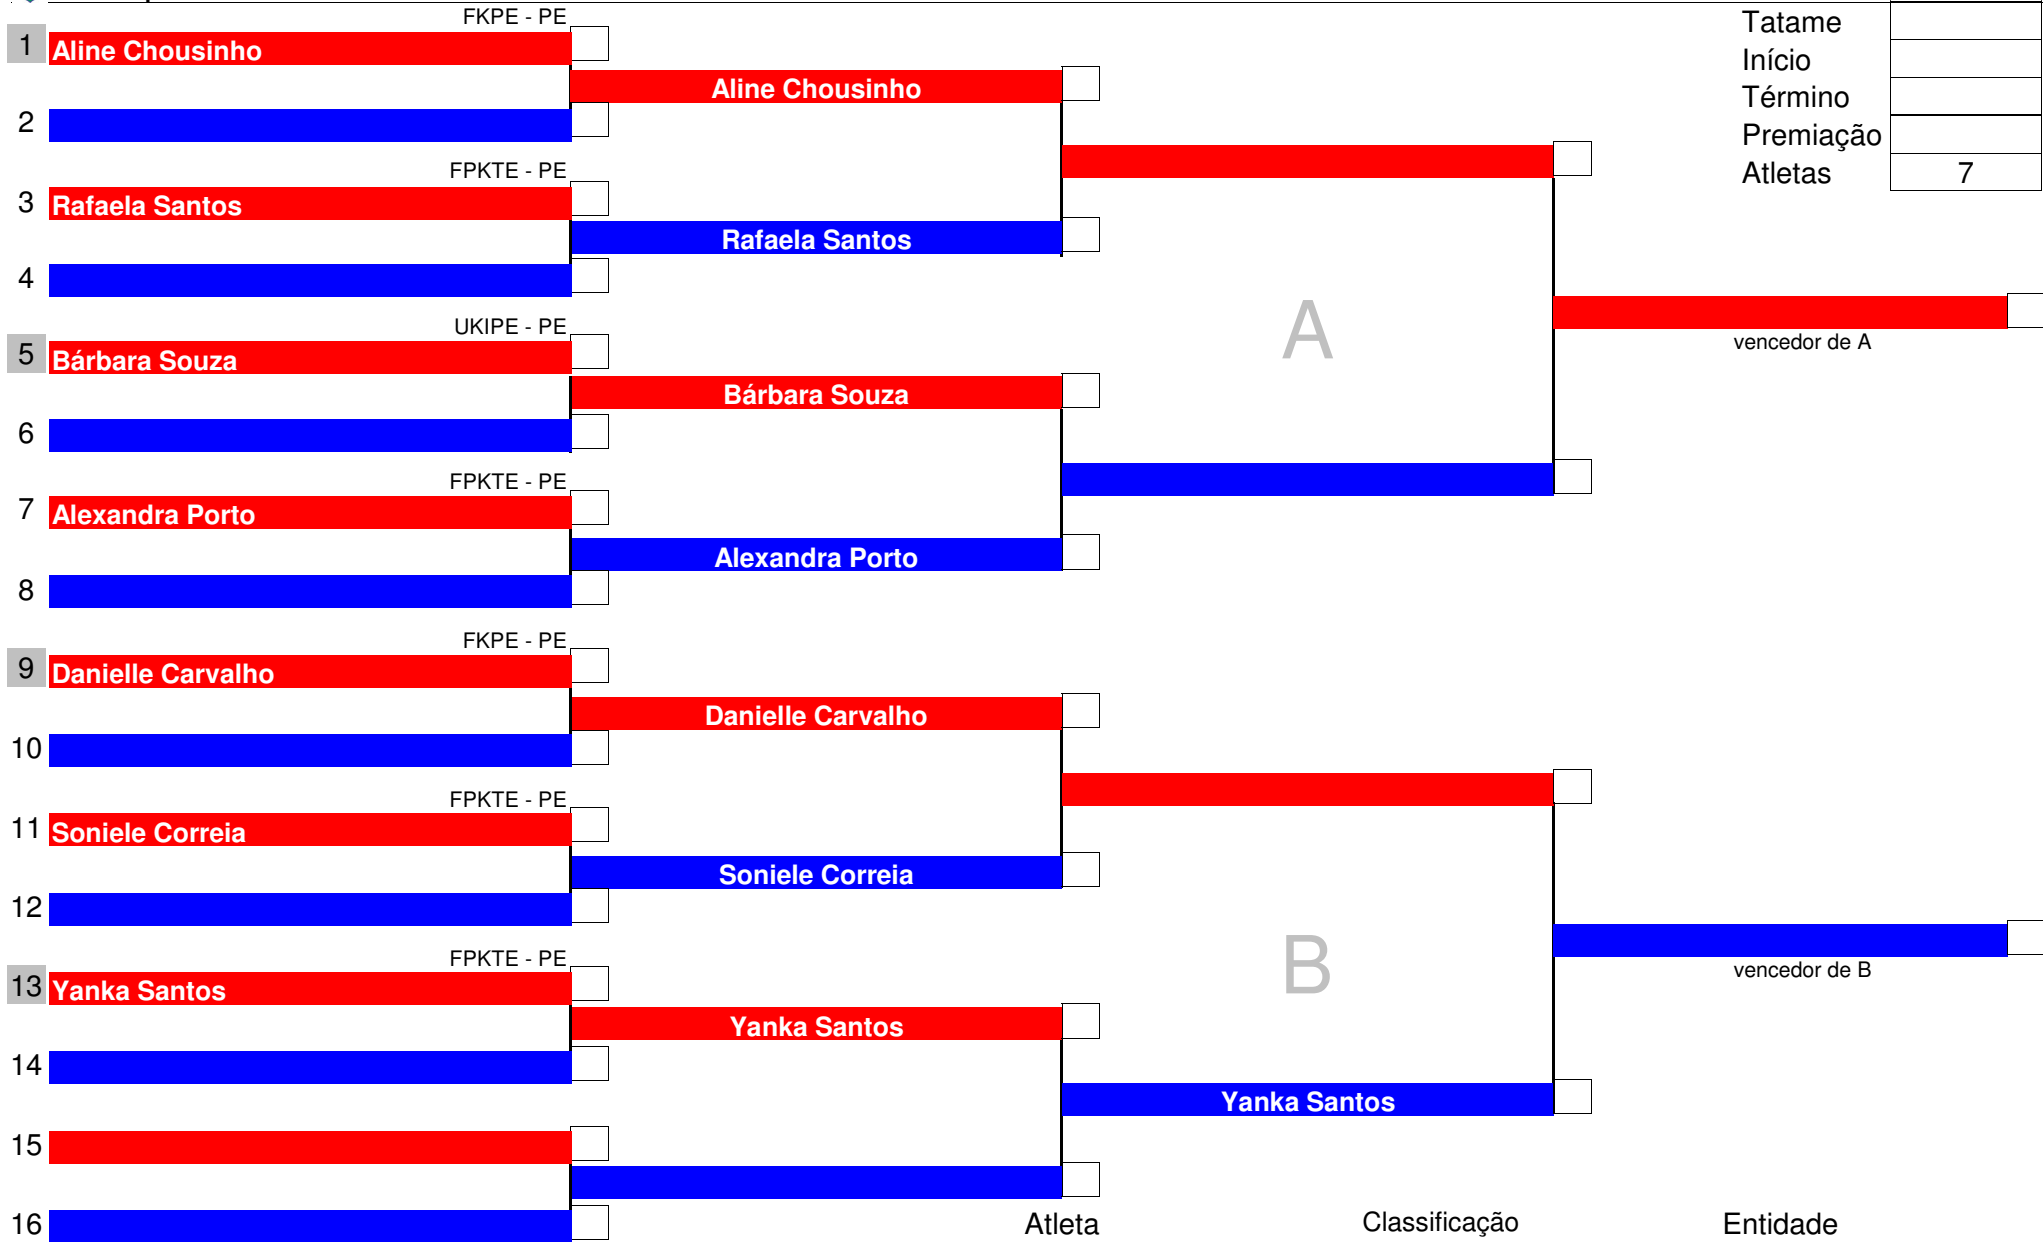 FKPE - PE
Tatame
1 Aline Chousinho
Início
Aline Chousinho
Término
2
Premiação
FPKTE - PE
Atletas 7
3 Rafaela Santos
Rafaela Santos
4
A
UKIPE - PE
vencedor de A
5 Bárbara Souza
Bárbara Souza
6
FPKTE - PE
7 Alexandra Porto
Alexandra Porto
8
FKPE - PE
9 Danielle Carvalho
Danielle Carvalho
10
FPKTE - PE
11 Soniele Correia
Soniele Correia
12
B
FPKTE - PE
vencedor de B
13 Yanka Santos
Yanka Santos
14
Yanka Santos
15
16
Atleta Classificação Entidade